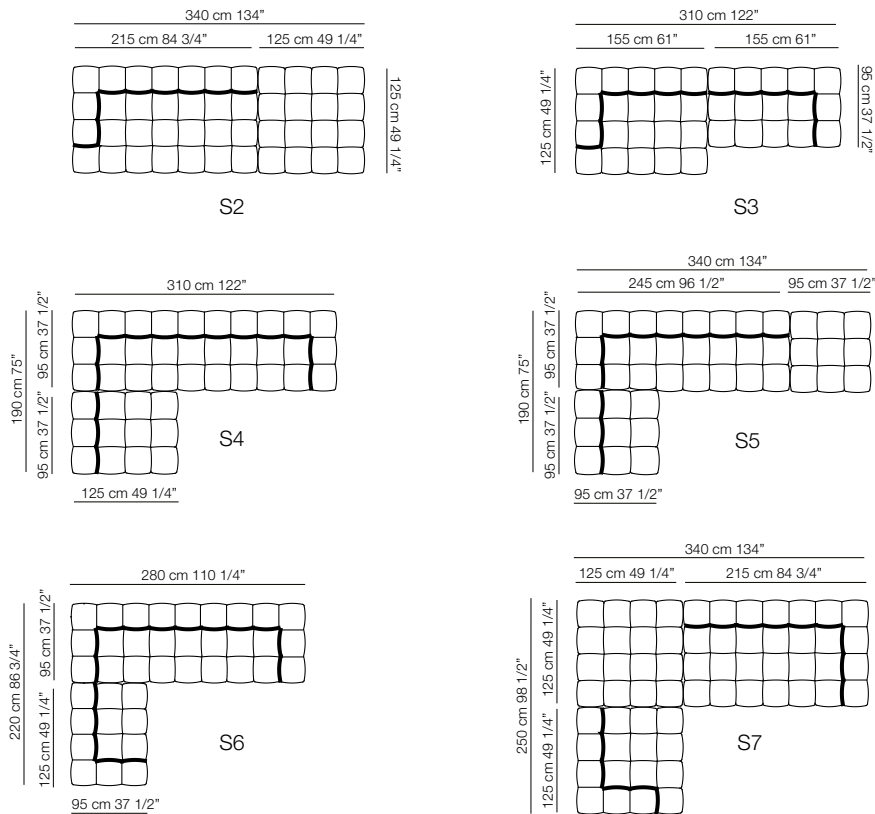 340 cm 134”
215 cm 84 3/4” 125 cm 49 1/4”
125 cm 49 1/4”
S2
310 cm 122”
155 cm 61” 155 cm 61”
125 cm 49 1/4”
95 cm 37 1/2”
S3
310 cm 122”
190 cm 75”
95 cm 37 1/2”
95 cm 37 1/2”
S4
125 cm 49 1/4”
340 cm 134”
245 cm 96 1/2” 95 cm 37 1/2”
190 cm 75”
95 cm 37 1/2”
95 cm 37 1/2”
S5
95 cm 37 1/2”
280 cm 110 1/4”
220 cm 86 3/4”
95 cm 37 1/2”
125 cm 49 1/4”
S6
95 cm 37 1/2”
340 cm 134”
125 cm 49 1/4” 215 cm 84 3/4”
250 cm 98 1/2”
125 cm 49 1/4”
125 cm 49 1/4”
S7